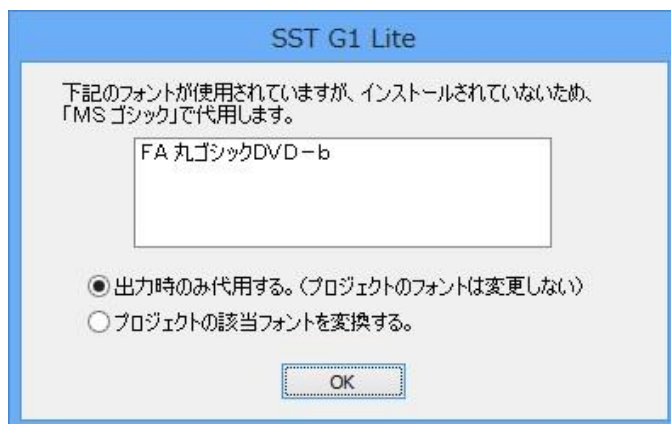 SST G1 Lite
下記のフォントが使用されていますが、インストールされていないため、
「MS ゴシック」で代用します。
FA 丸ゴシックDVD－b
出力時のみ代用する。（プロジェクトのフォントは変更しない）
プロジェクトの該当フォントを変換する。
OK